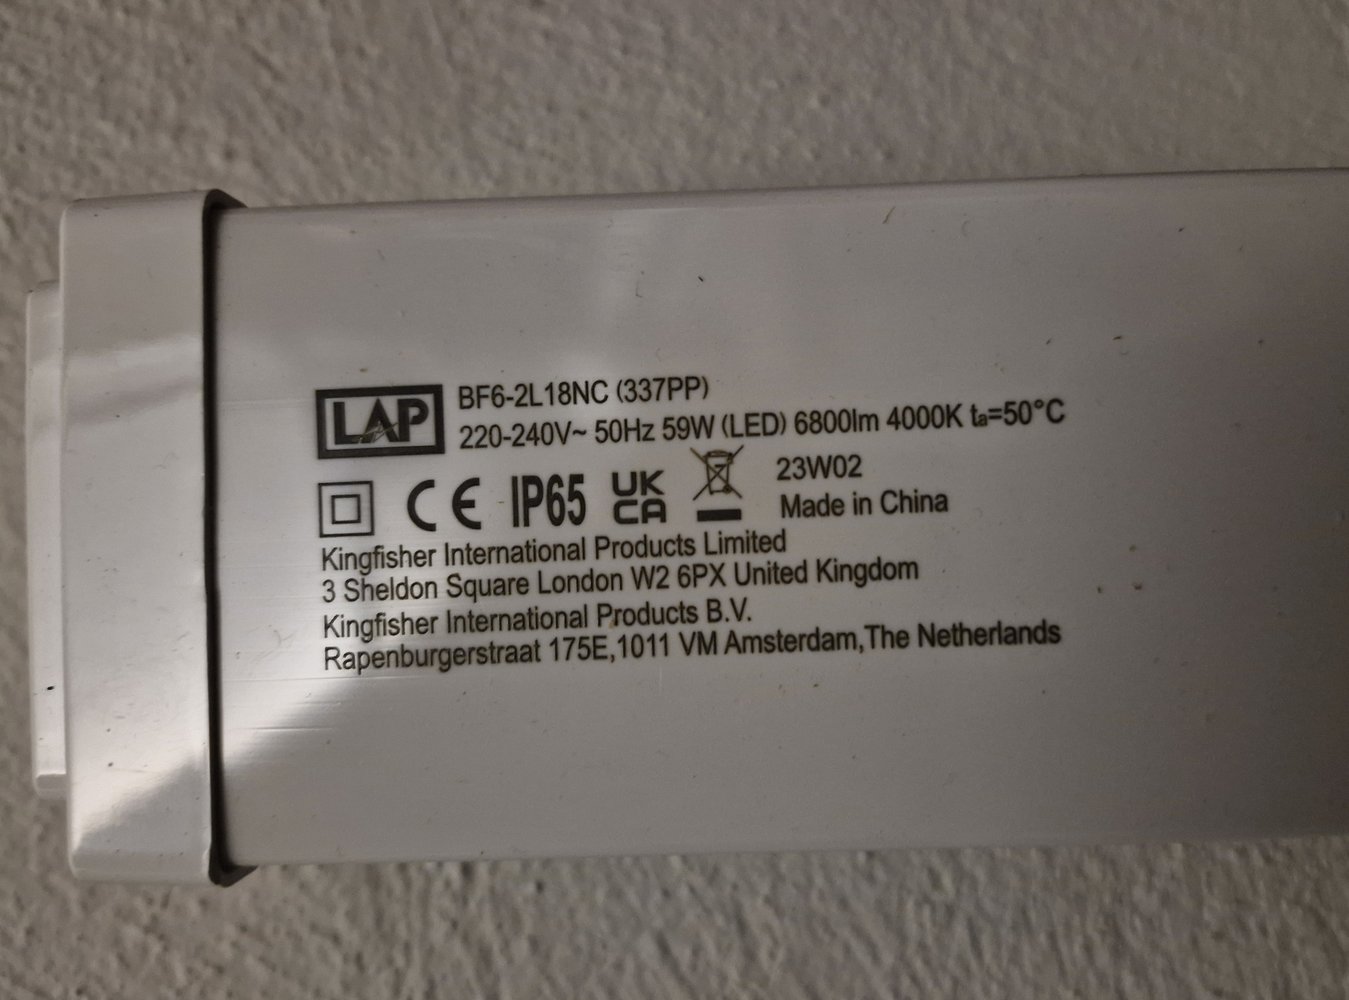 LAP
BF6-2L18NC (337PP)
220-240V~ 50Hz 59W (LED) 6800lm 4000K ta=50°C
CE IP65 UK CA 23W02
Made in China
Kingfisher International Products Limited
3 Sheldon Square London W2 6PX United Kingdom
Kingfisher International Products B.V.
Rapenburgerstraat 175E,1011 VM Amsterdam,The Netherlands